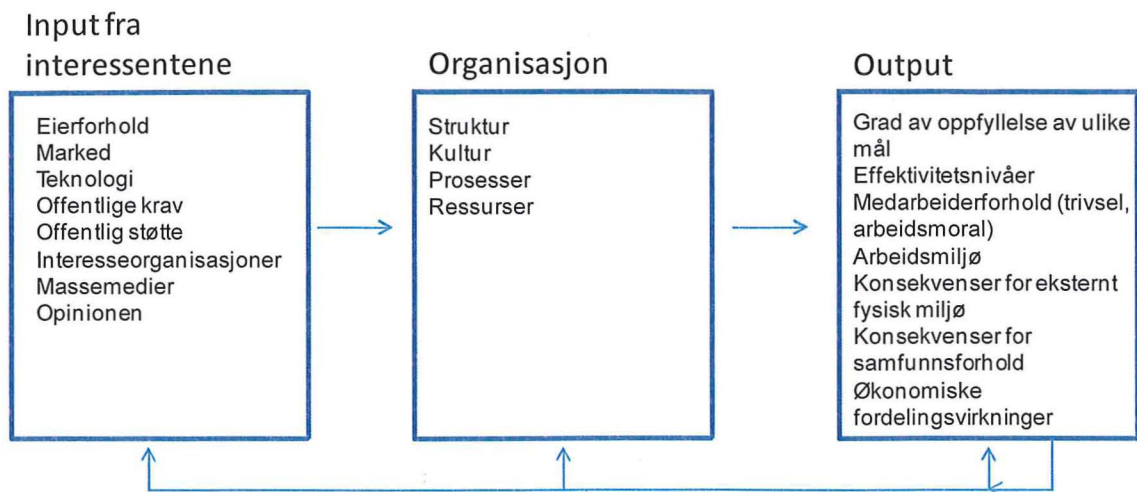 Input fra
interessentene
Eierforhold
Marked
Teknologi
Offentlige krav
Offentlig støtte
Interesseorganisasjoner
Massemedier
Opinionen
Organisasjon
Struktur
Kultur
Prosesser
Ressurser
Output
Grad av oppfyllelse av ulike
mål
Effektivitetsnivåer
Medarbeiderforhold (trivsel,
arbeidsmoral)
Arbeidsmiljø
Konsekvenser for eksternt
fysisk miljø
Konsekvenser for
samfunnsforhold
Økonomiske
fordelingsvirkninger